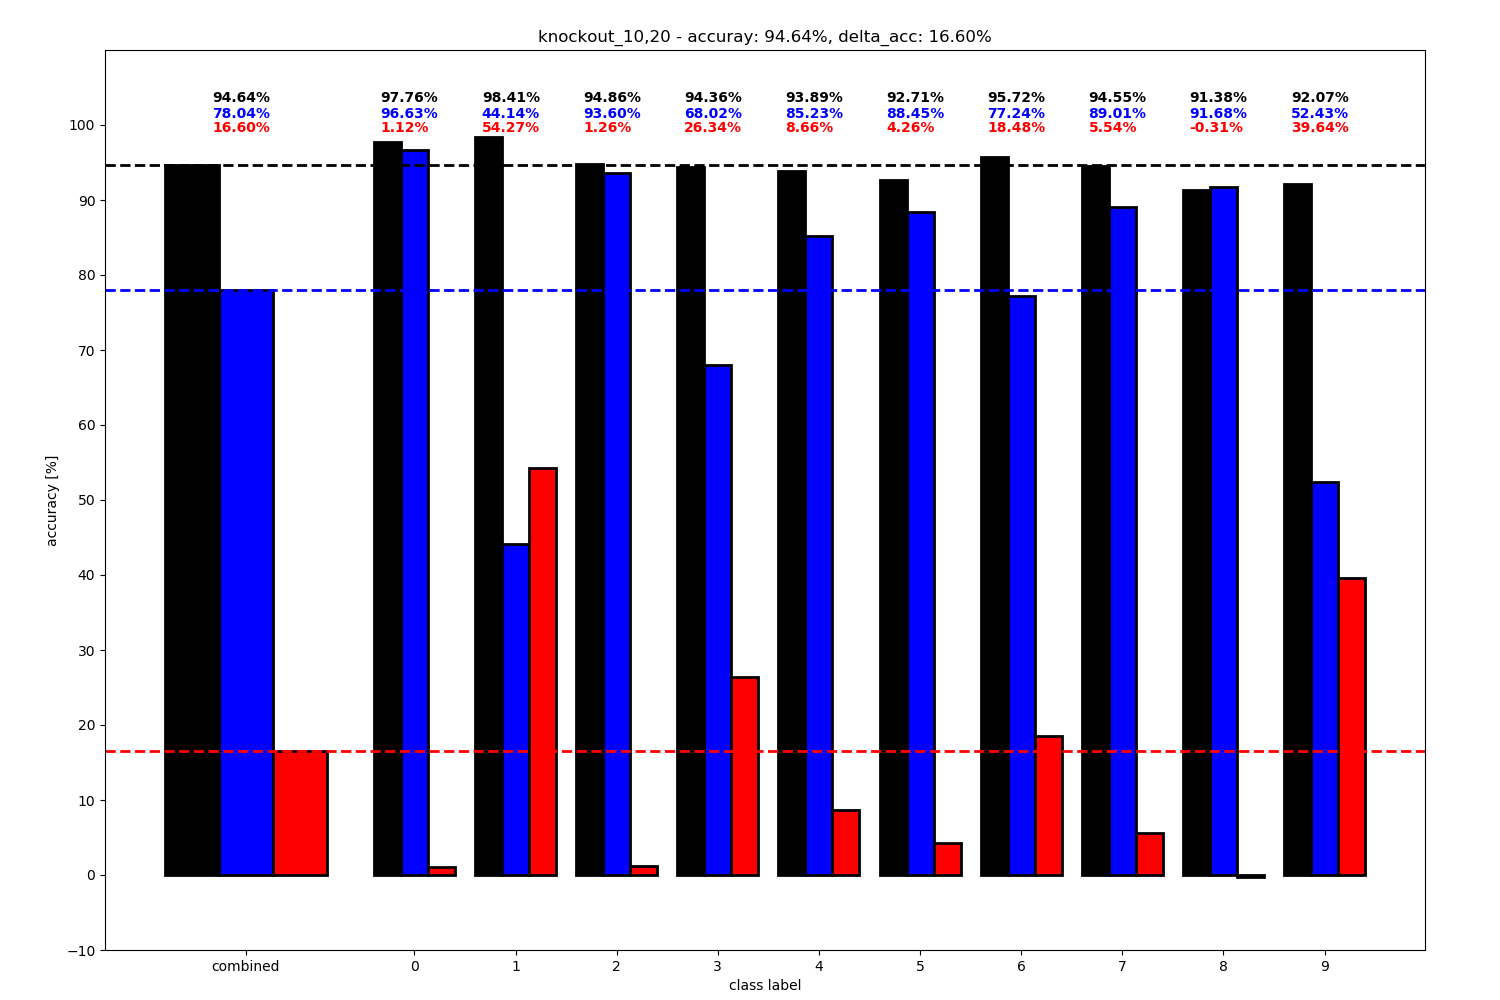 knockout_10,20 - accuray: 94.64%, delta_acc: 16.60%
94.64% 97.76% 98.41% 94.86% 94.36% 93.89% 92.71% 95.72% 94.55% 91.38% 92.07%
78.04% 96.63% 44.14% 93.60% 68.02% 85.23% 88.45% 77.24% 89.01% 91.68% 52.43%
16.60% 1.12% 54.27% 1.26% 26.34% 8.66% 4.26% 18.48% 5.54% -0.31% 39.64%
100
90
80
70
60
50
40
30
20
10
0
−10
accuracy [%]
combined 0 1 2 3 4 5 6 7 8 9
class label